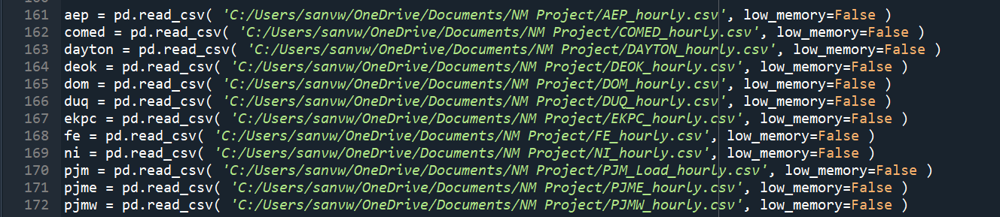 161 aep = pd.read_csv( 'C:/Users/sanvw/OneDrive/Documents/NM Project/AEP_hourly.csv', low_memory=False )
162 comed = pd.read_csv( 'C:/Users/sanvw/OneDrive/Documents/NM Project/COMED_hourly.csv', low_memory=False )
163 dayton = pd.read_csv( 'C:/Users/sanvw/OneDrive/Documents/NM Project/DAYTON_hourly.csv', low_memory=False )
164 deok = pd.read_csv( 'C:/Users/sanvw/OneDrive/Documents/NM Project/DEOK_hourly.csv', low_memory=False )
165 dom = pd.read_csv( 'C:/Users/sanvw/OneDrive/Documents/NM Project/DOM_hourly.csv', low_memory=False )
166 duq = pd.read_csv( 'C:/Users/sanvw/OneDrive/Documents/NM Project/DUQ_hourly.csv', low_memory=False )
167 ekpc = pd.read_csv( 'C:/Users/sanvw/OneDrive/Documents/NM Project/EKPC_hourly.csv', low_memory=False )
168 fe = pd.read_csv( 'C:/Users/sanvw/OneDrive/Documents/NM Project/FE_hourly.csv', low_memory=False )
169 ni = pd.read_csv( 'C:/Users/sanvw/OneDrive/Documents/NM Project/NI_hourly.csv', low_memory=False )
170 pjm = pd.read_csv( 'C:/Users/sanvw/OneDrive/Documents/NM Project/PJM_Load_hourly.csv', low_memory=False )
171 pjme = pd.read_csv( 'C:/Users/sanvw/OneDrive/Documents/NM Project/PJME_hourly.csv', low_memory=False )
172 pjmw = pd.read_csv( 'C:/Users/sanvw/OneDrive/Documents/NM Project/PJMW_hourly.csv', low_memory=False )